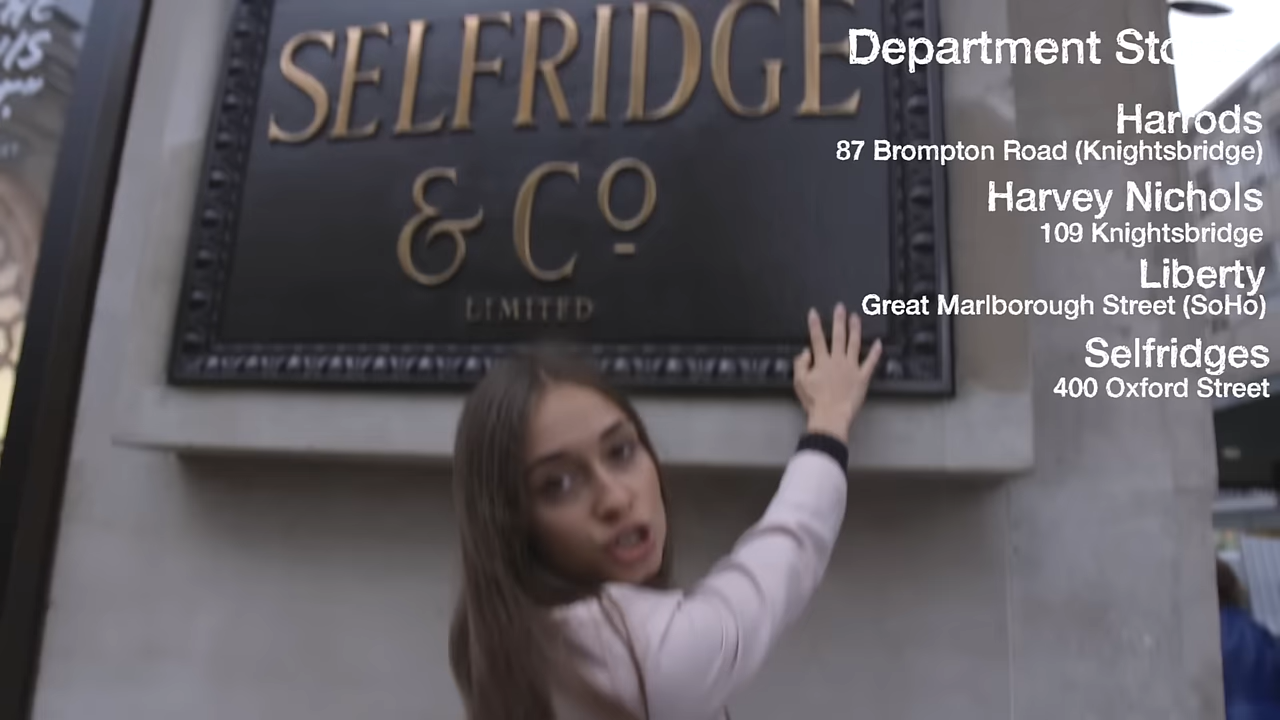 SELFRIDGE
& Cº
LIMITED
Department
Harrods
87 Brompton Road (Knightsbridge)
Harvey Nichols
109 Knightsbridge
Liberty
Great Marlborough Street (SoHo)
Selfridges
400 Oxford Street